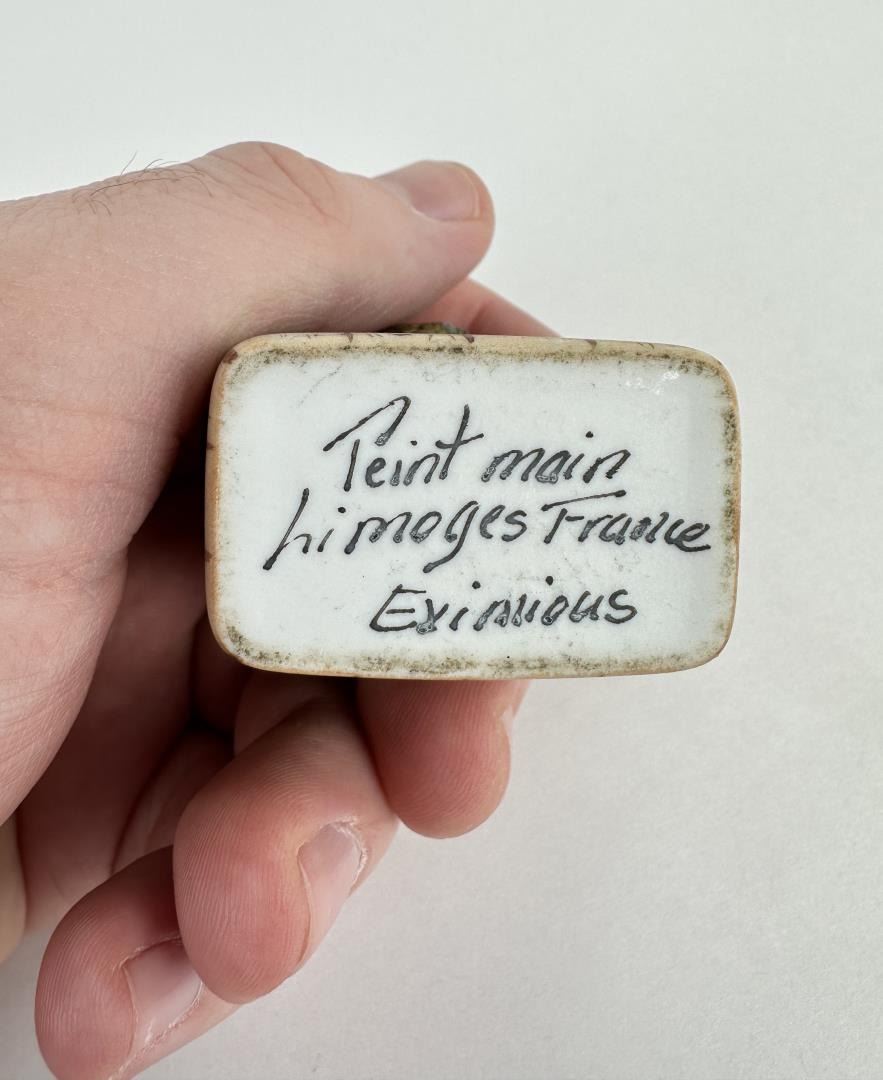 Peint main
Limoges France
Eximious